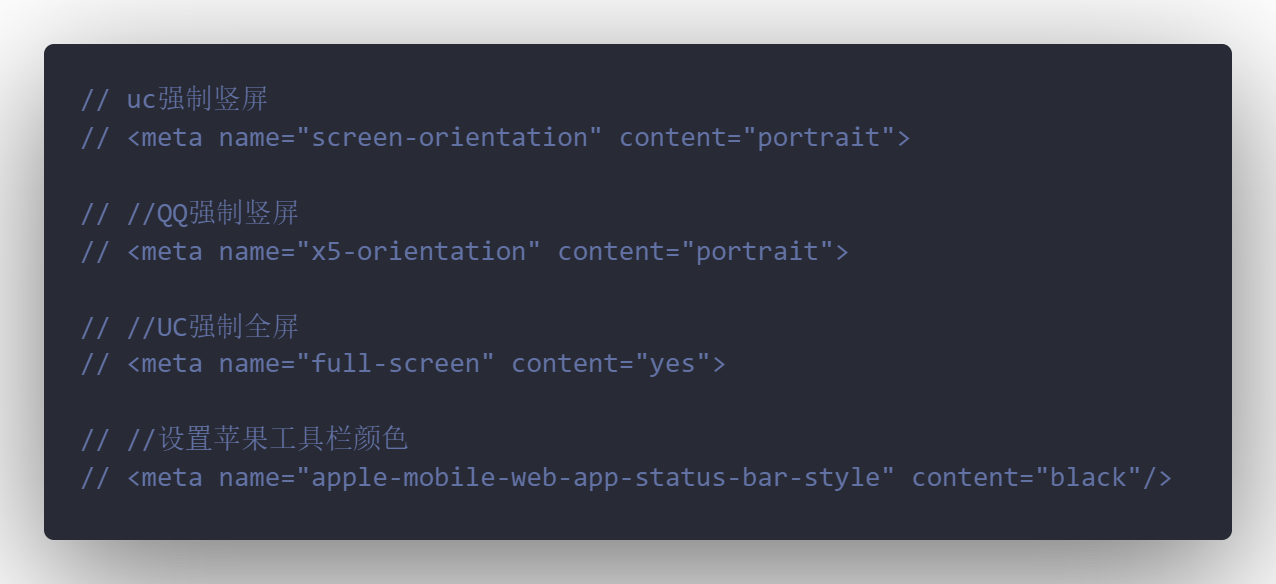 // uc强制竖屏
// <meta name="screen-orientation" content="portrait">
// //QQ强制竖屏
// <meta name="x5-orientation" content="portrait">
// //UC强制全屏
// <meta name="full-screen" content="yes">
// //设置苹果工具栏颜色
// <meta name="apple-mobile-web-app-status-bar-style" content="black"/>